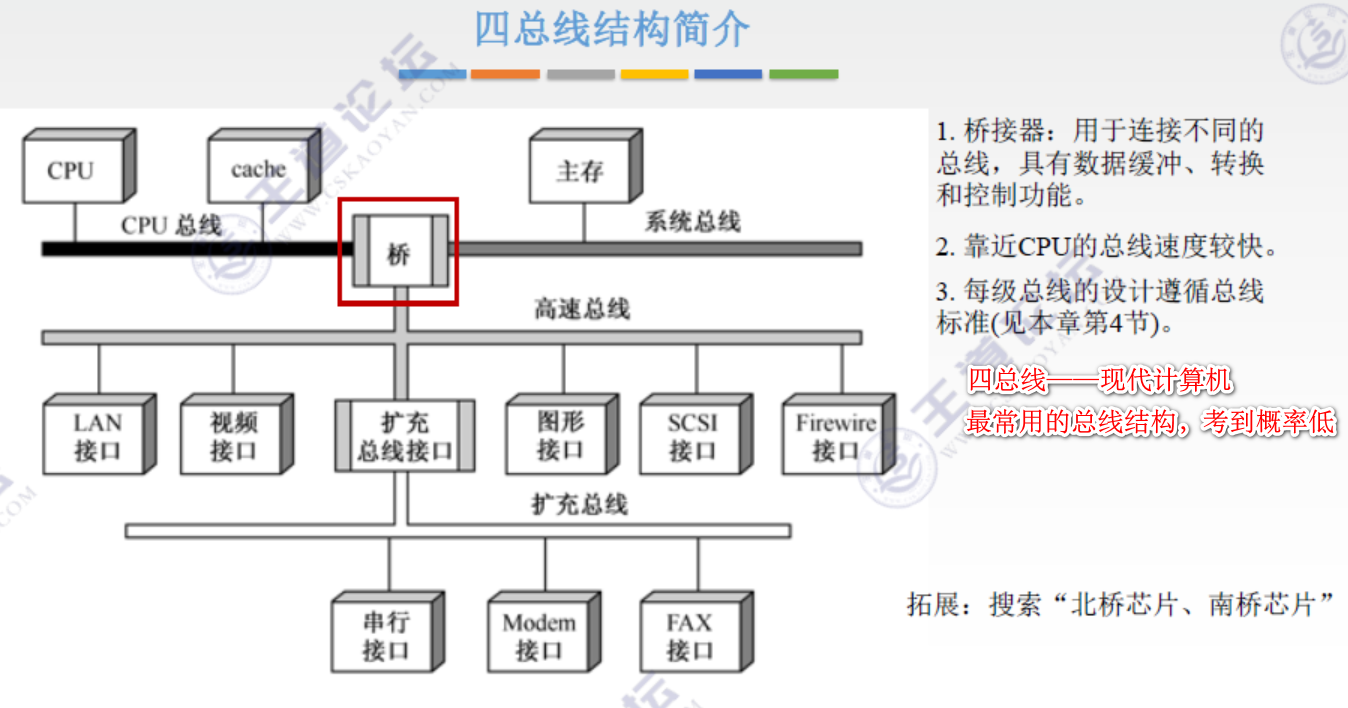 四总线结构简介
CPU
cache
主存
CPU 总线
系统总线
桥
高速总线
LAN
接口
视频
接口
扩充
总线接口
图形
接口
SCSI
接口
Firewire
接口
扩充总线
串行
接口
Modem
接口
FAX
接口
1. 桥接器：用于连接不同的
总线，具有数据缓冲、转换
和控制功能。
2. 靠近CPU的总线速度较快。
3. 每级总线的设计遵循总线
标准(见本章第4节)。
四总线——现代计算机
最常用的总线结构，考到概率低
拓展：搜索“北桥芯片、南桥芯片”
王道论坛
WWW.CSKAOYAN.COM